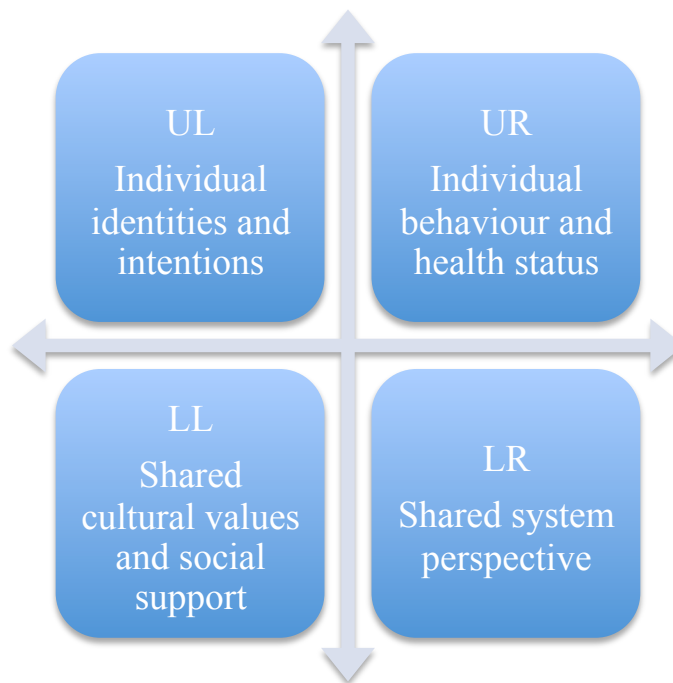 UL
Individual
identities and
intentions
UR
Individual
behaviour and
health status
LL
Shared
cultural values
and social
support
LR
Shared system
perspective